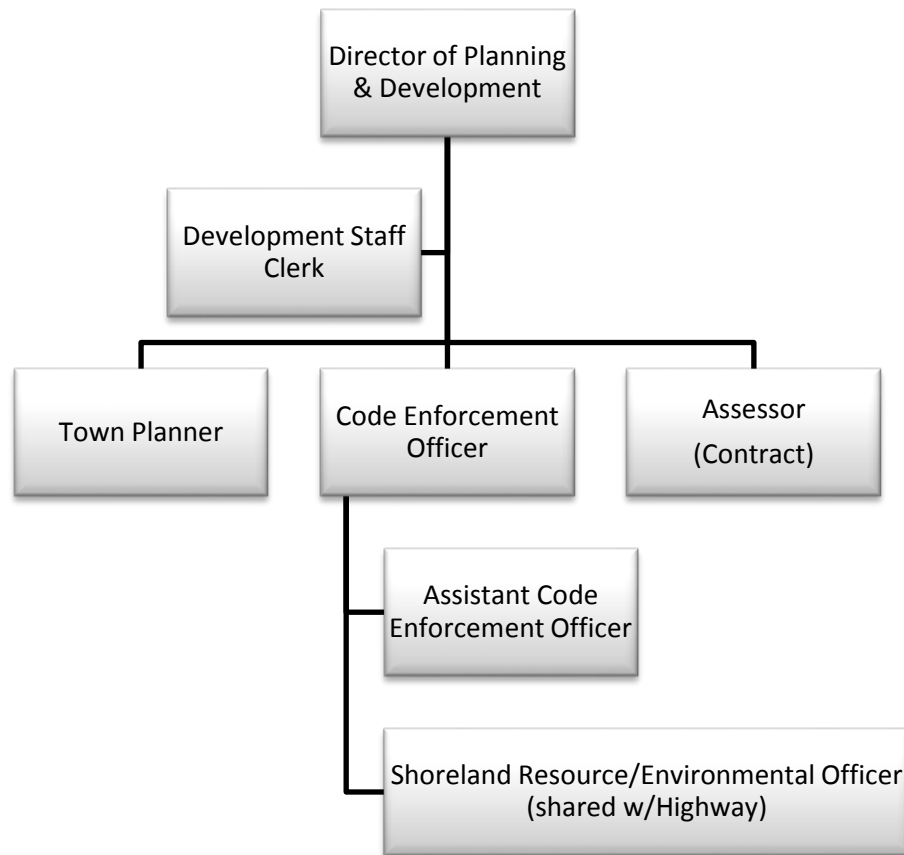 Director of Planning
& Development
Development Staff
Clerk
Town Planner
Code Enforcement
Officer
Assessor
(Contract)
Assistant Code
Enforcement Officer
Shoreland Resource/Environmental Officer
(shared w/Highway)